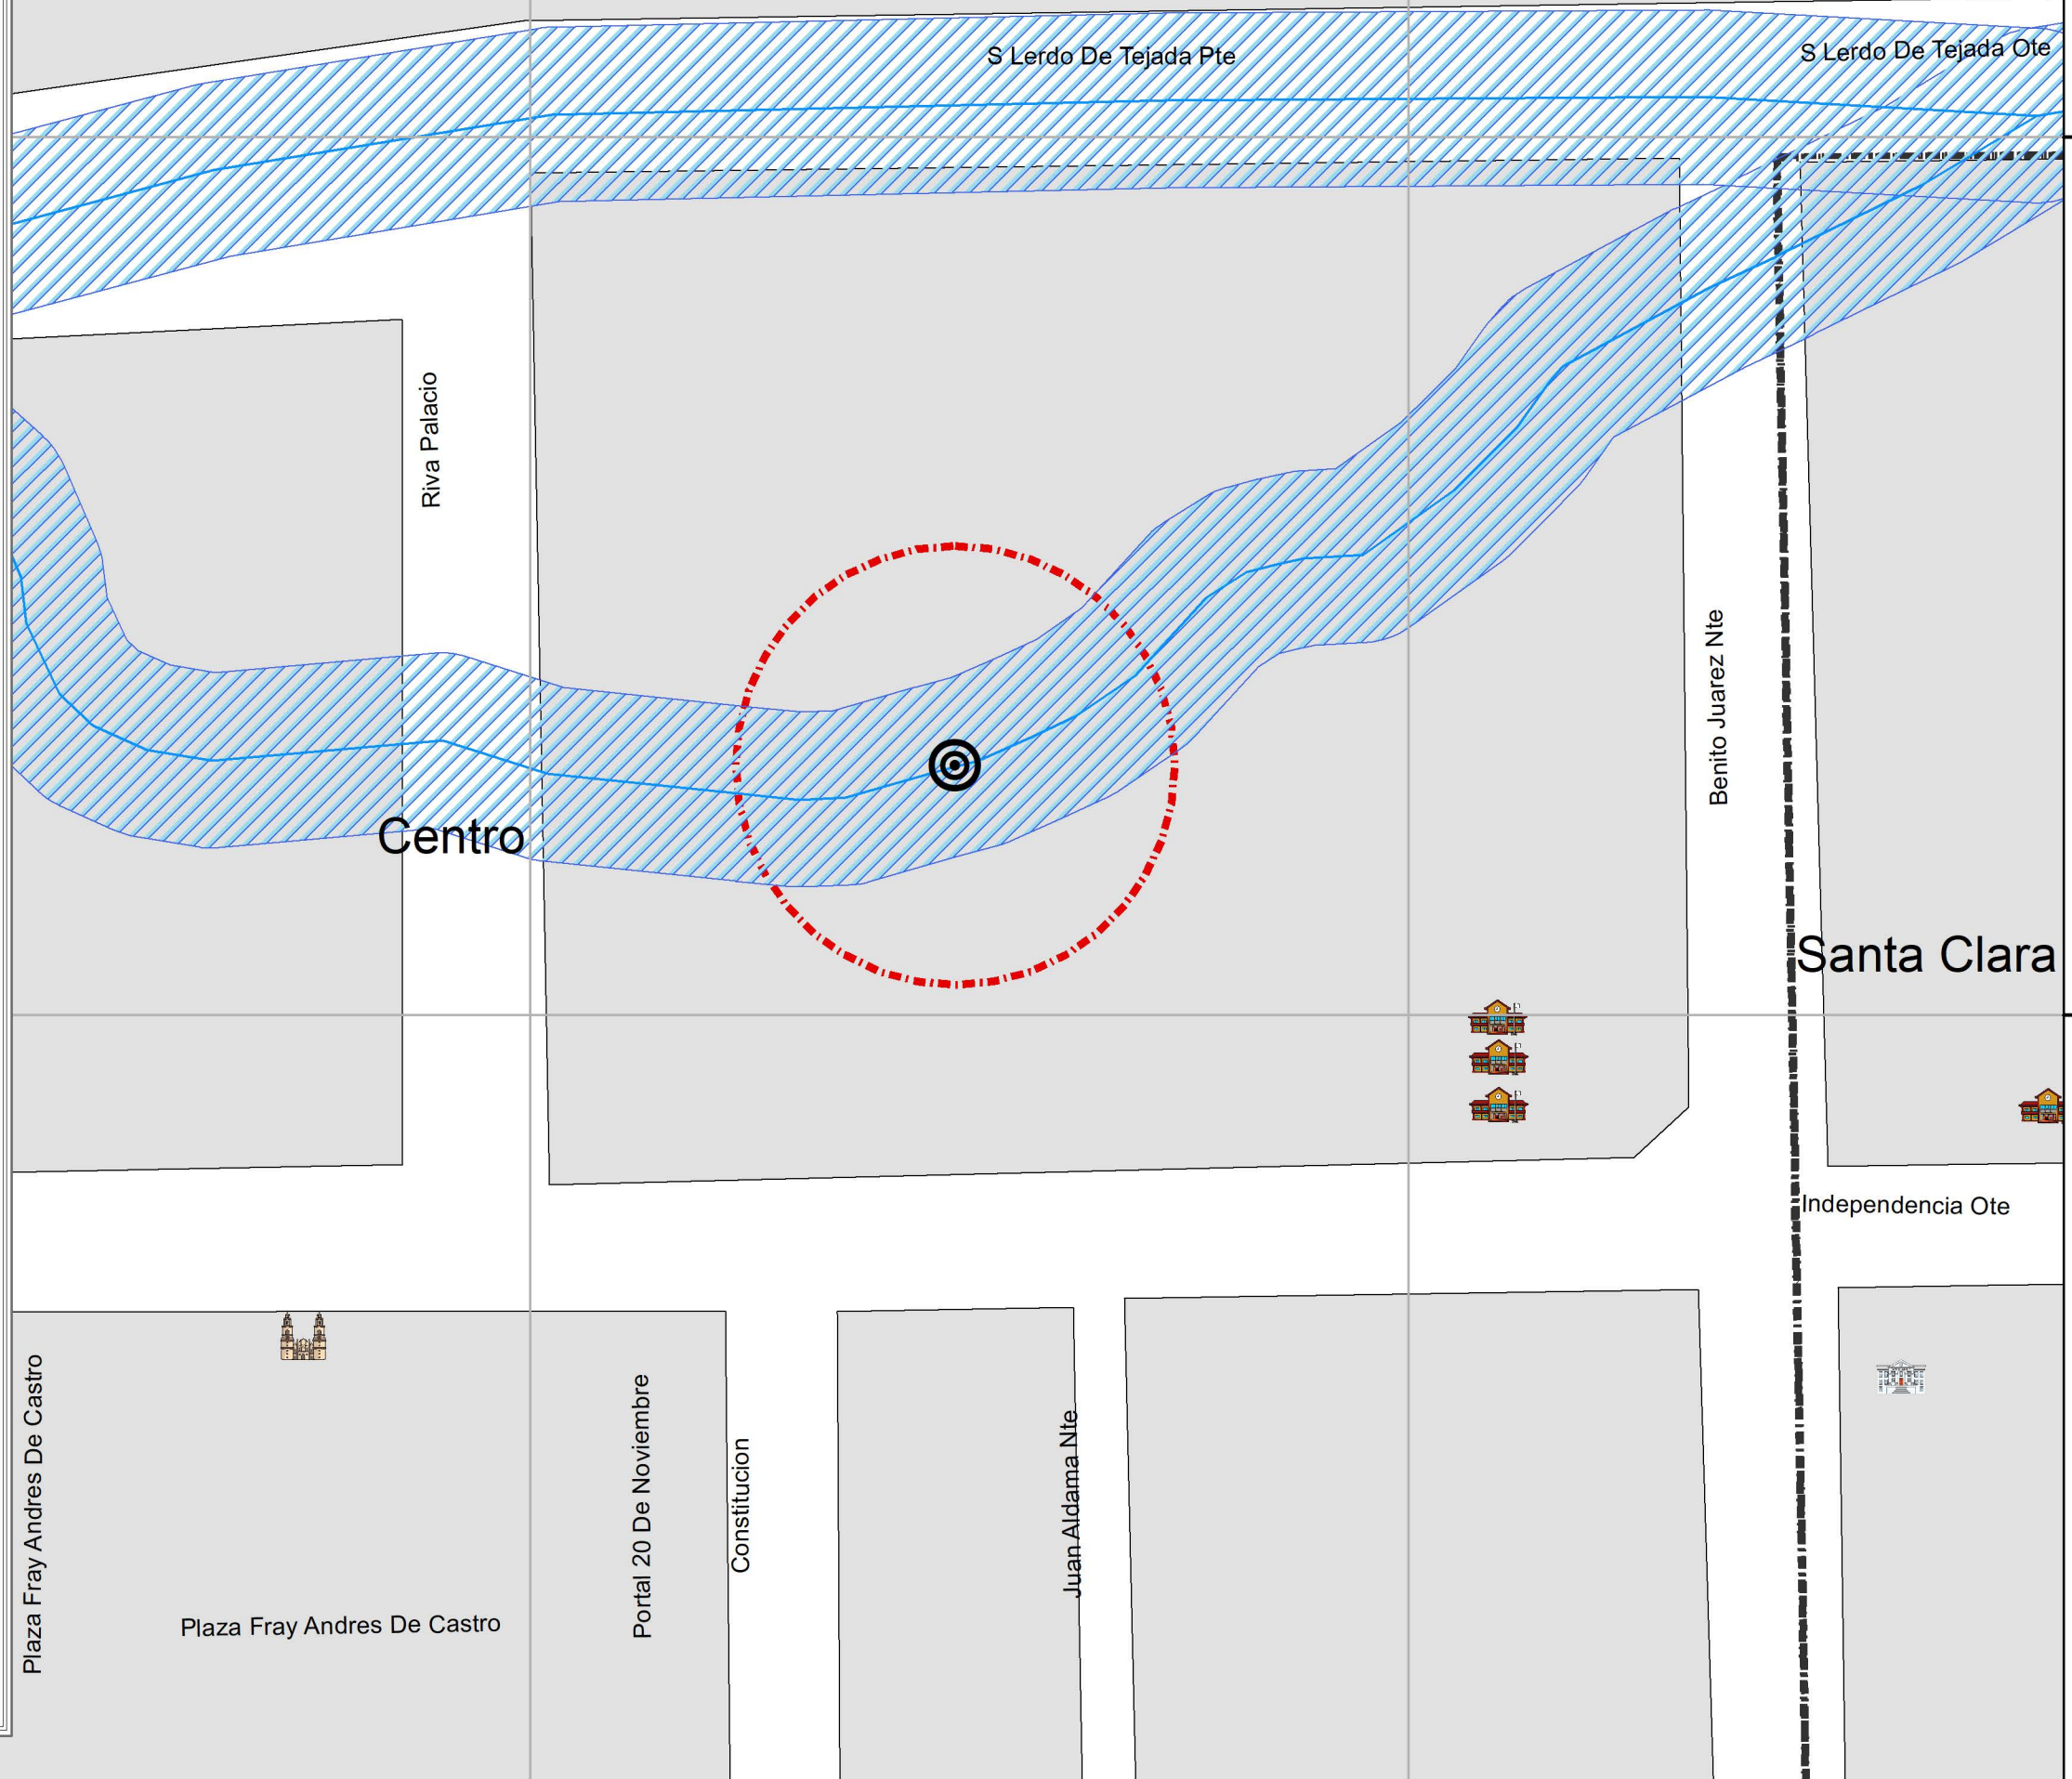 S Lerdo De Tejada Pte
S Lerdo De Tejada Ote
Riva Palacio
Benito Juarez Nte
Centro
Santa Clara
Independencia Ote
Plaza Fray Andres De Castro
Portal 20 De Noviembre
Constitucion
Juan Aldama Nte
Plaza Fray Andres De Castro